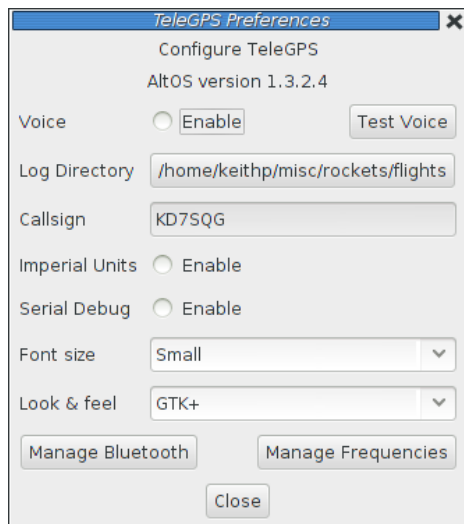 TeleGPS Preferences
Configure TeleGPS
AltOS version 1.3.2.4
Voice Enable Test Voice
Log Directory /home/keithp/misc/rockets/flights
Callsign KD7SQG
Imperial Units Enable
Serial Debug Enable
Font size Small
Look & feel GTK+
Manage Bluetooth Manage Frequencies
Close